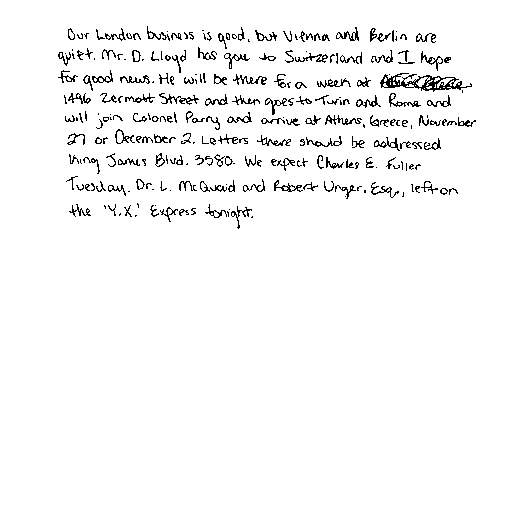 Our London business is good, but Vienna and Berlin are
quiet. Mr. D. Lloyd has gone to Switzerland and I hope
for good news. He will be there for a week at
1496 Zermott Street and then goes to Turin and Rome and
will join Colonel Parry and arrive at Athens, Greece, November
27 or December 2. Letters there should be addressed
King James Blvd. 3580. We expect Charles E. Fuller
Tuesday. Dr. L. McQuaid and Robert Unger, Esq., left on
the 'Y.X.' Express tonight.